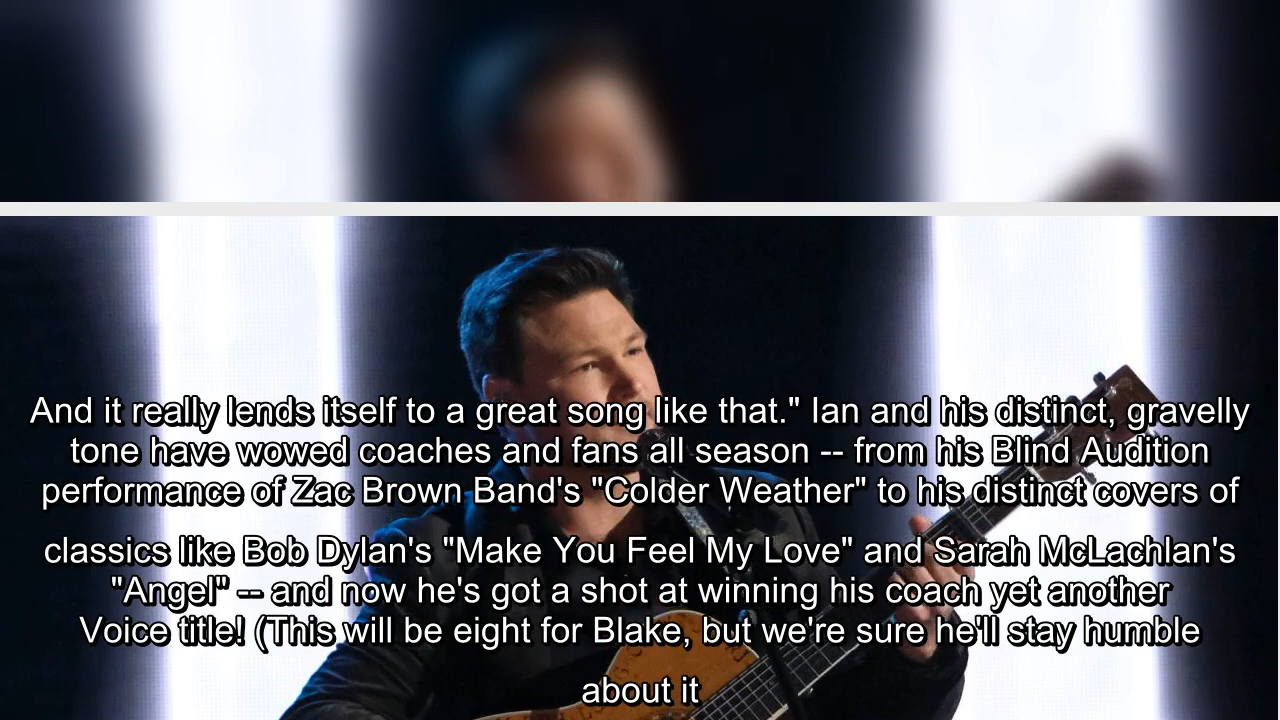 And it really lends itself to a great song like that." Ian and his distinct, gravelly
tone have wowed coaches and fans all season -- from his Blind Audition
performance of Zac Brown Band's "Colder Weather" to his distinct covers of
classics like Bob Dylan's "Make You Feel My Love" and Sarah McLachlan's
"Angel" -- and now he's got a shot at winning his coach yet another
Voice title! (This will be eight for Blake, but we're sure he'll stay humble
about it